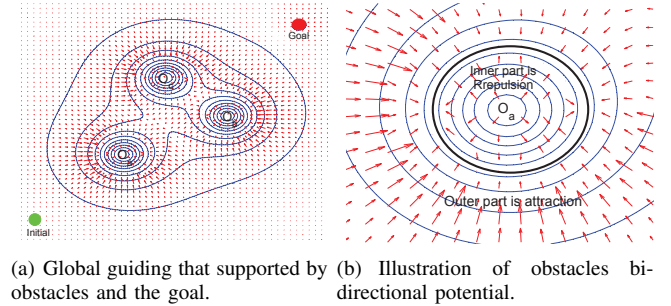 Goal
O
a
O
a
O
a
Initial
Inner part is
Rrepulsion
O
a
Outer part is attraction
(a) Global guiding that supported by
obstacles and the goal.
(b) Illustration of obstacles bi-
directional potential.